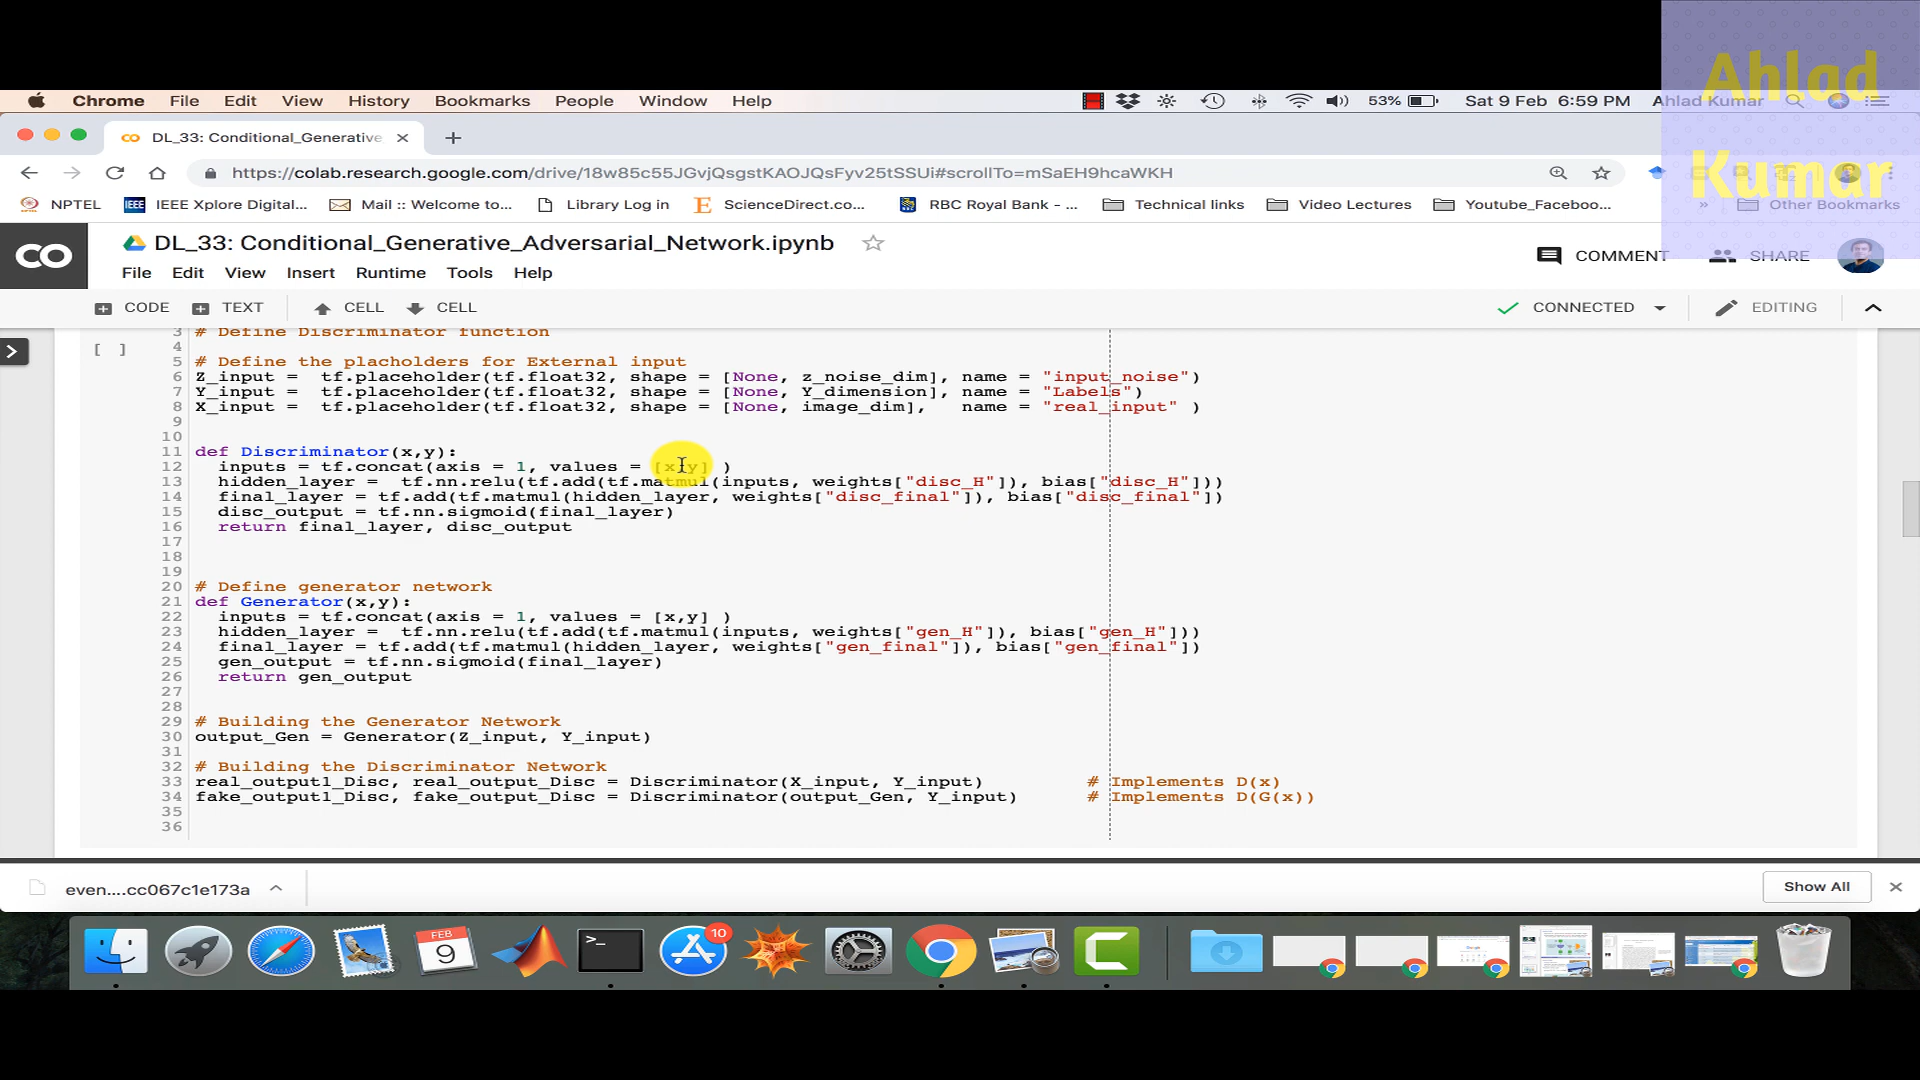 Ahlad
Kumar
Chrome File Edit View History Bookmarks People Window Help 53% Sat 9 Feb 6:59 PM Ahlad Kumar
DL_33: Conditional_Generative
https://colab.research.google.com/drive/18w85c55JGvjQsgstKAOJQsFyv25tSSUi#scrollTo=mSaEH9hcaWKH
NPTEL IEEE IEEE Xplore Digital... Mail :: Welcome to... Library Log in E ScienceDirect.co... RBC Royal Bank - ... Technical links Video Lectures Youtube_Faceboo... » Other Bookmarks
CO DL_33: Conditional_Generative_Adversarial_Network.ipynb
File Edit View Insert Runtime Tools Help COMMENT SHARE
CODE TEXT CELL CELL CONNECTED EDITING
3 # Define Discriminator function
[ ] 4
5 # Define the placholders for External input
6 Z_input = tf.placeholder(tf.float32, shape = [None, z_noise_dim], name = "input_noise")
7 Y_input = tf.placeholder(tf.float32, shape = [None, Y_dimension], name = "Labels")
8 X_input = tf.placeholder(tf.float32, shape = [None, image_dim], name = "real_input" )
9
10
11 def Discriminator(x,y):
12 inputs = tf.concat(axis = 1, values = [x,y] )
13 hidden_layer = tf.nn.relu(tf.add(tf.matmul(inputs, weights["disc_H"]), bias["disc_H"]))
14 final_layer = tf.add(tf.matmul(hidden_layer, weights["disc_final"]), bias["disc_final"])
15 disc_output = tf.nn.sigmoid(final_layer)
16 return final_layer, disc_output
17
18
19
20 # Define generator network
21 def Generator(x,y):
22 inputs = tf.concat(axis = 1, values = [x,y] )
23 hidden_layer = tf.nn.relu(tf.add(tf.matmul(inputs, weights["gen_H"]), bias["gen_H"]))
24 final_layer = tf.add(tf.matmul(hidden_layer, weights["gen_final"]), bias["gen_final"])
25 gen_output = tf.nn.sigmoid(final_layer)
26 return gen_output
27
28
29 # Building the Generator Network
30 output_Gen = Generator(Z_input, Y_input)
31
32 # Building the Discriminator Network
33 real_output1_Disc, real_output_Disc = Discriminator(X_input, Y_input) # Implements D(x)
34 fake_output1_Disc, fake_output_Disc = Discriminator(output_Gen, Y_input) # Implements D(G(x))
35
36
even....cc067c1e173a Show All
FEB 10
9